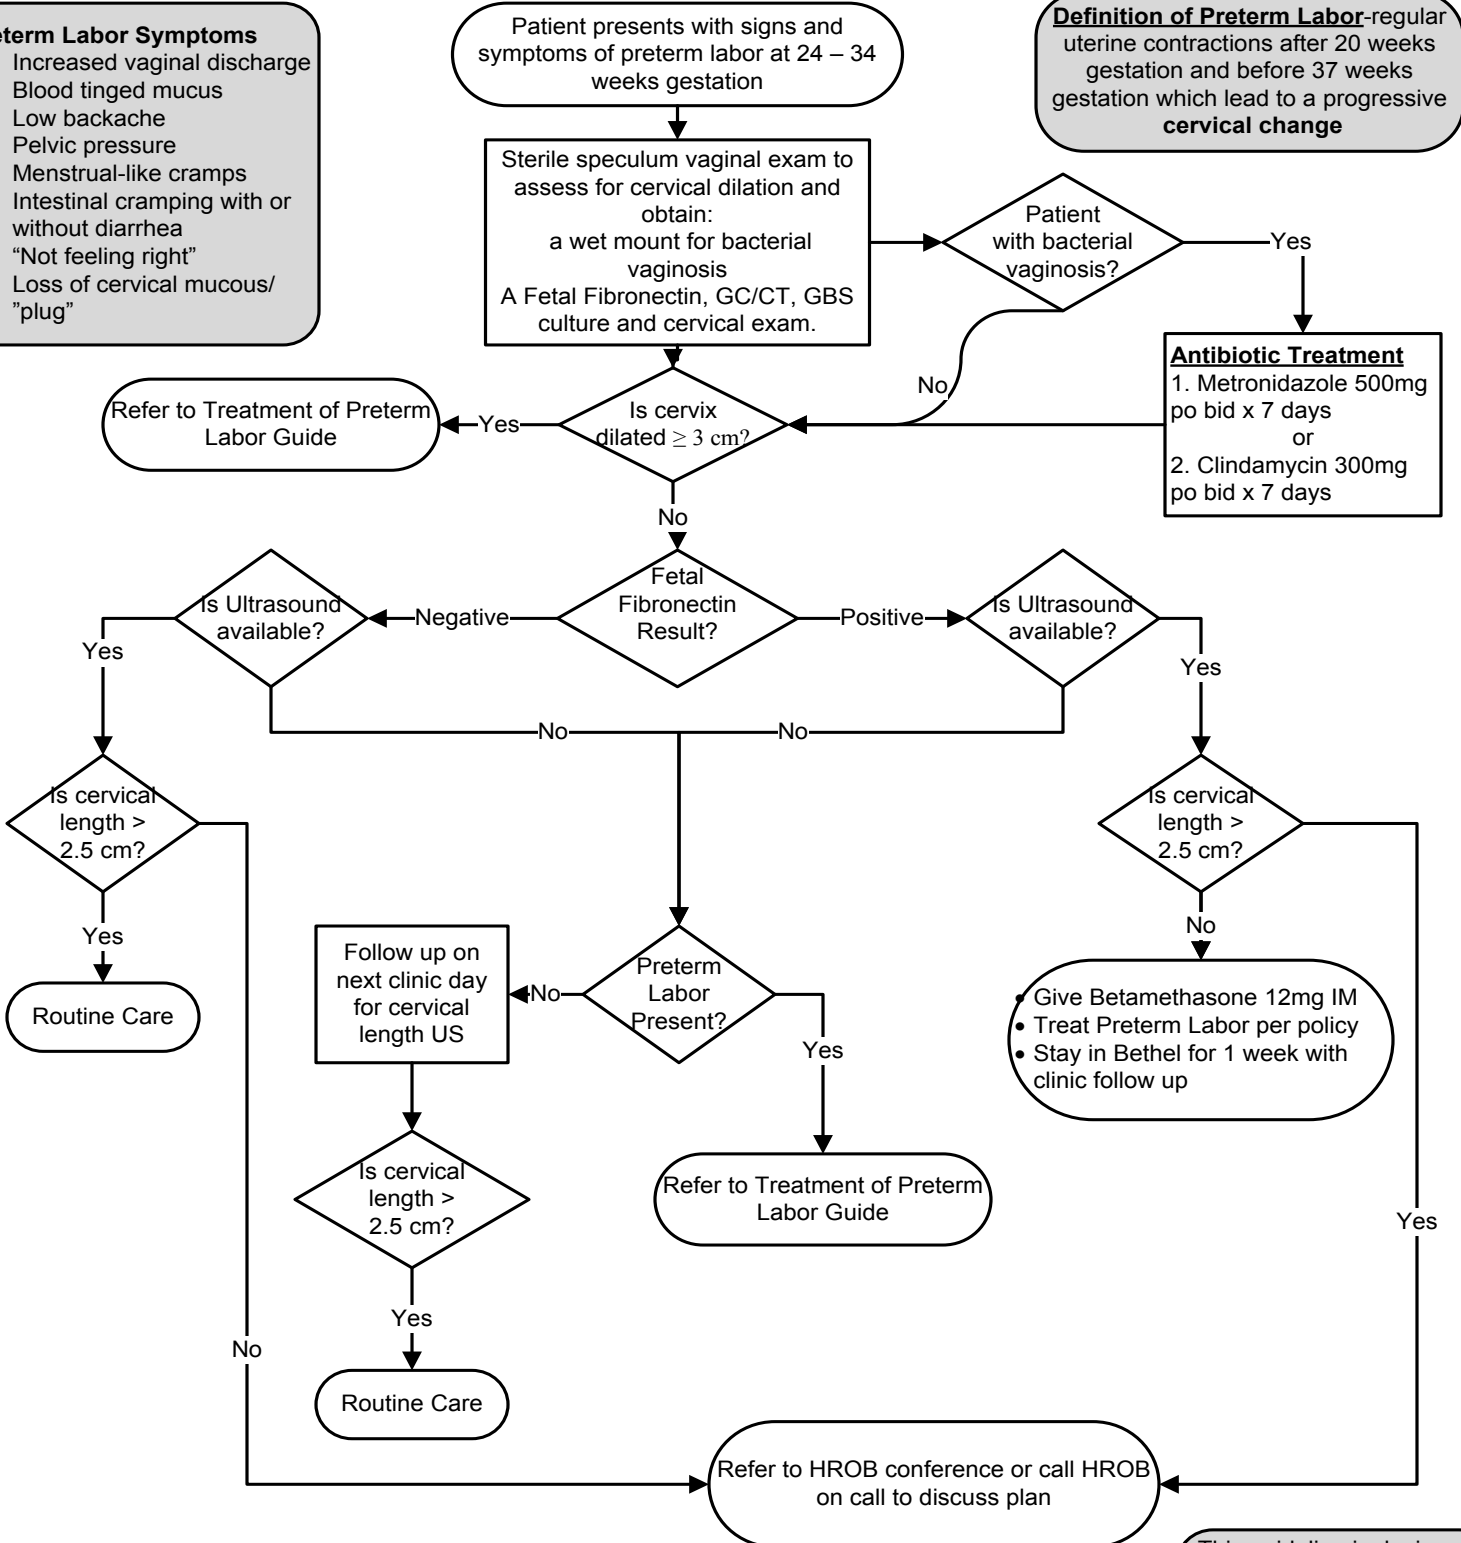 eterm Labor Symptoms
Increased vaginal discharge
Blood tinged mucus
Low backache
Pelvic pressure
Menstrual-like cramps
Intestinal cramping with or
without diarrhea
“Not feeling right”
Loss of cervical mucous/
”plug”
Patient presents with signs and
symptoms of preterm labor at 24 – 34
weeks gestation
Definition of Preterm Labor-regular
uterine contractions after 20 weeks
gestation and before 37 weeks
gestation which lead to a progressive
cervical change
Sterile speculum vaginal exam to
assess for cervical dilation and
obtain:
a wet mount for bacterial
vaginosis
A Fetal Fibronectin, GC/CT, GBS
culture and cervical exam.
Patient
with bacterial
vaginosis?
Yes
No
Antibiotic Treatment
1. Metronidazole 500mg
po bid x 7 days
or
2. Clindamycin 300mg
po bid x 7 days
Is cervix
dilated ≥ 3 cm?
Yes
Refer to Treatment of Preterm
Labor Guide
No
Fetal
Fibronectin
Result?
Negative
Positive
Is Ultrasound
available?
Is Ultrasound
available?
Yes
Yes
No
No
Is cervical
length >
2.5 cm?
Is cervical
length >
2.5 cm?
Yes
Routine Care
No
Follow up on
next clinic day
for cervical
length US
No
Preterm
Labor
Present?
Yes
• Give Betamethasone 12mg IM
• Treat Preterm Labor per policy
• Stay in Bethel for 1 week with
clinic follow up
Is cervical
length >
2.5 cm?
Refer to Treatment of Preterm
Labor Guide
Yes
Yes
No
Routine Care
Refer to HROB conference or call HROB
on call to discuss plan